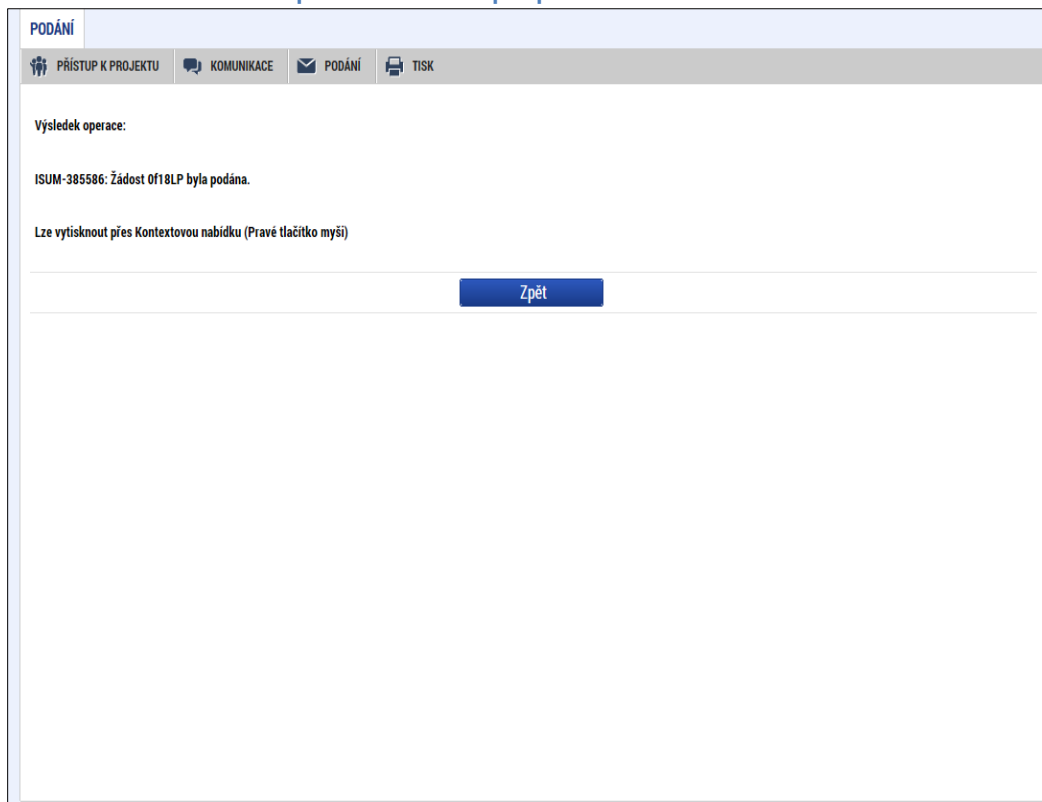 PODÁNÍ
PŘÍSTUP K PROJEKTU KOMUNIKACE PODÁNÍ TISK
Výsledek operace:
ISUM-385586: Žádost 0f18LP byla podána.
Lze vytisknout přes Kontextovou nabídku (Pravé tlačítko myši)
Zpět